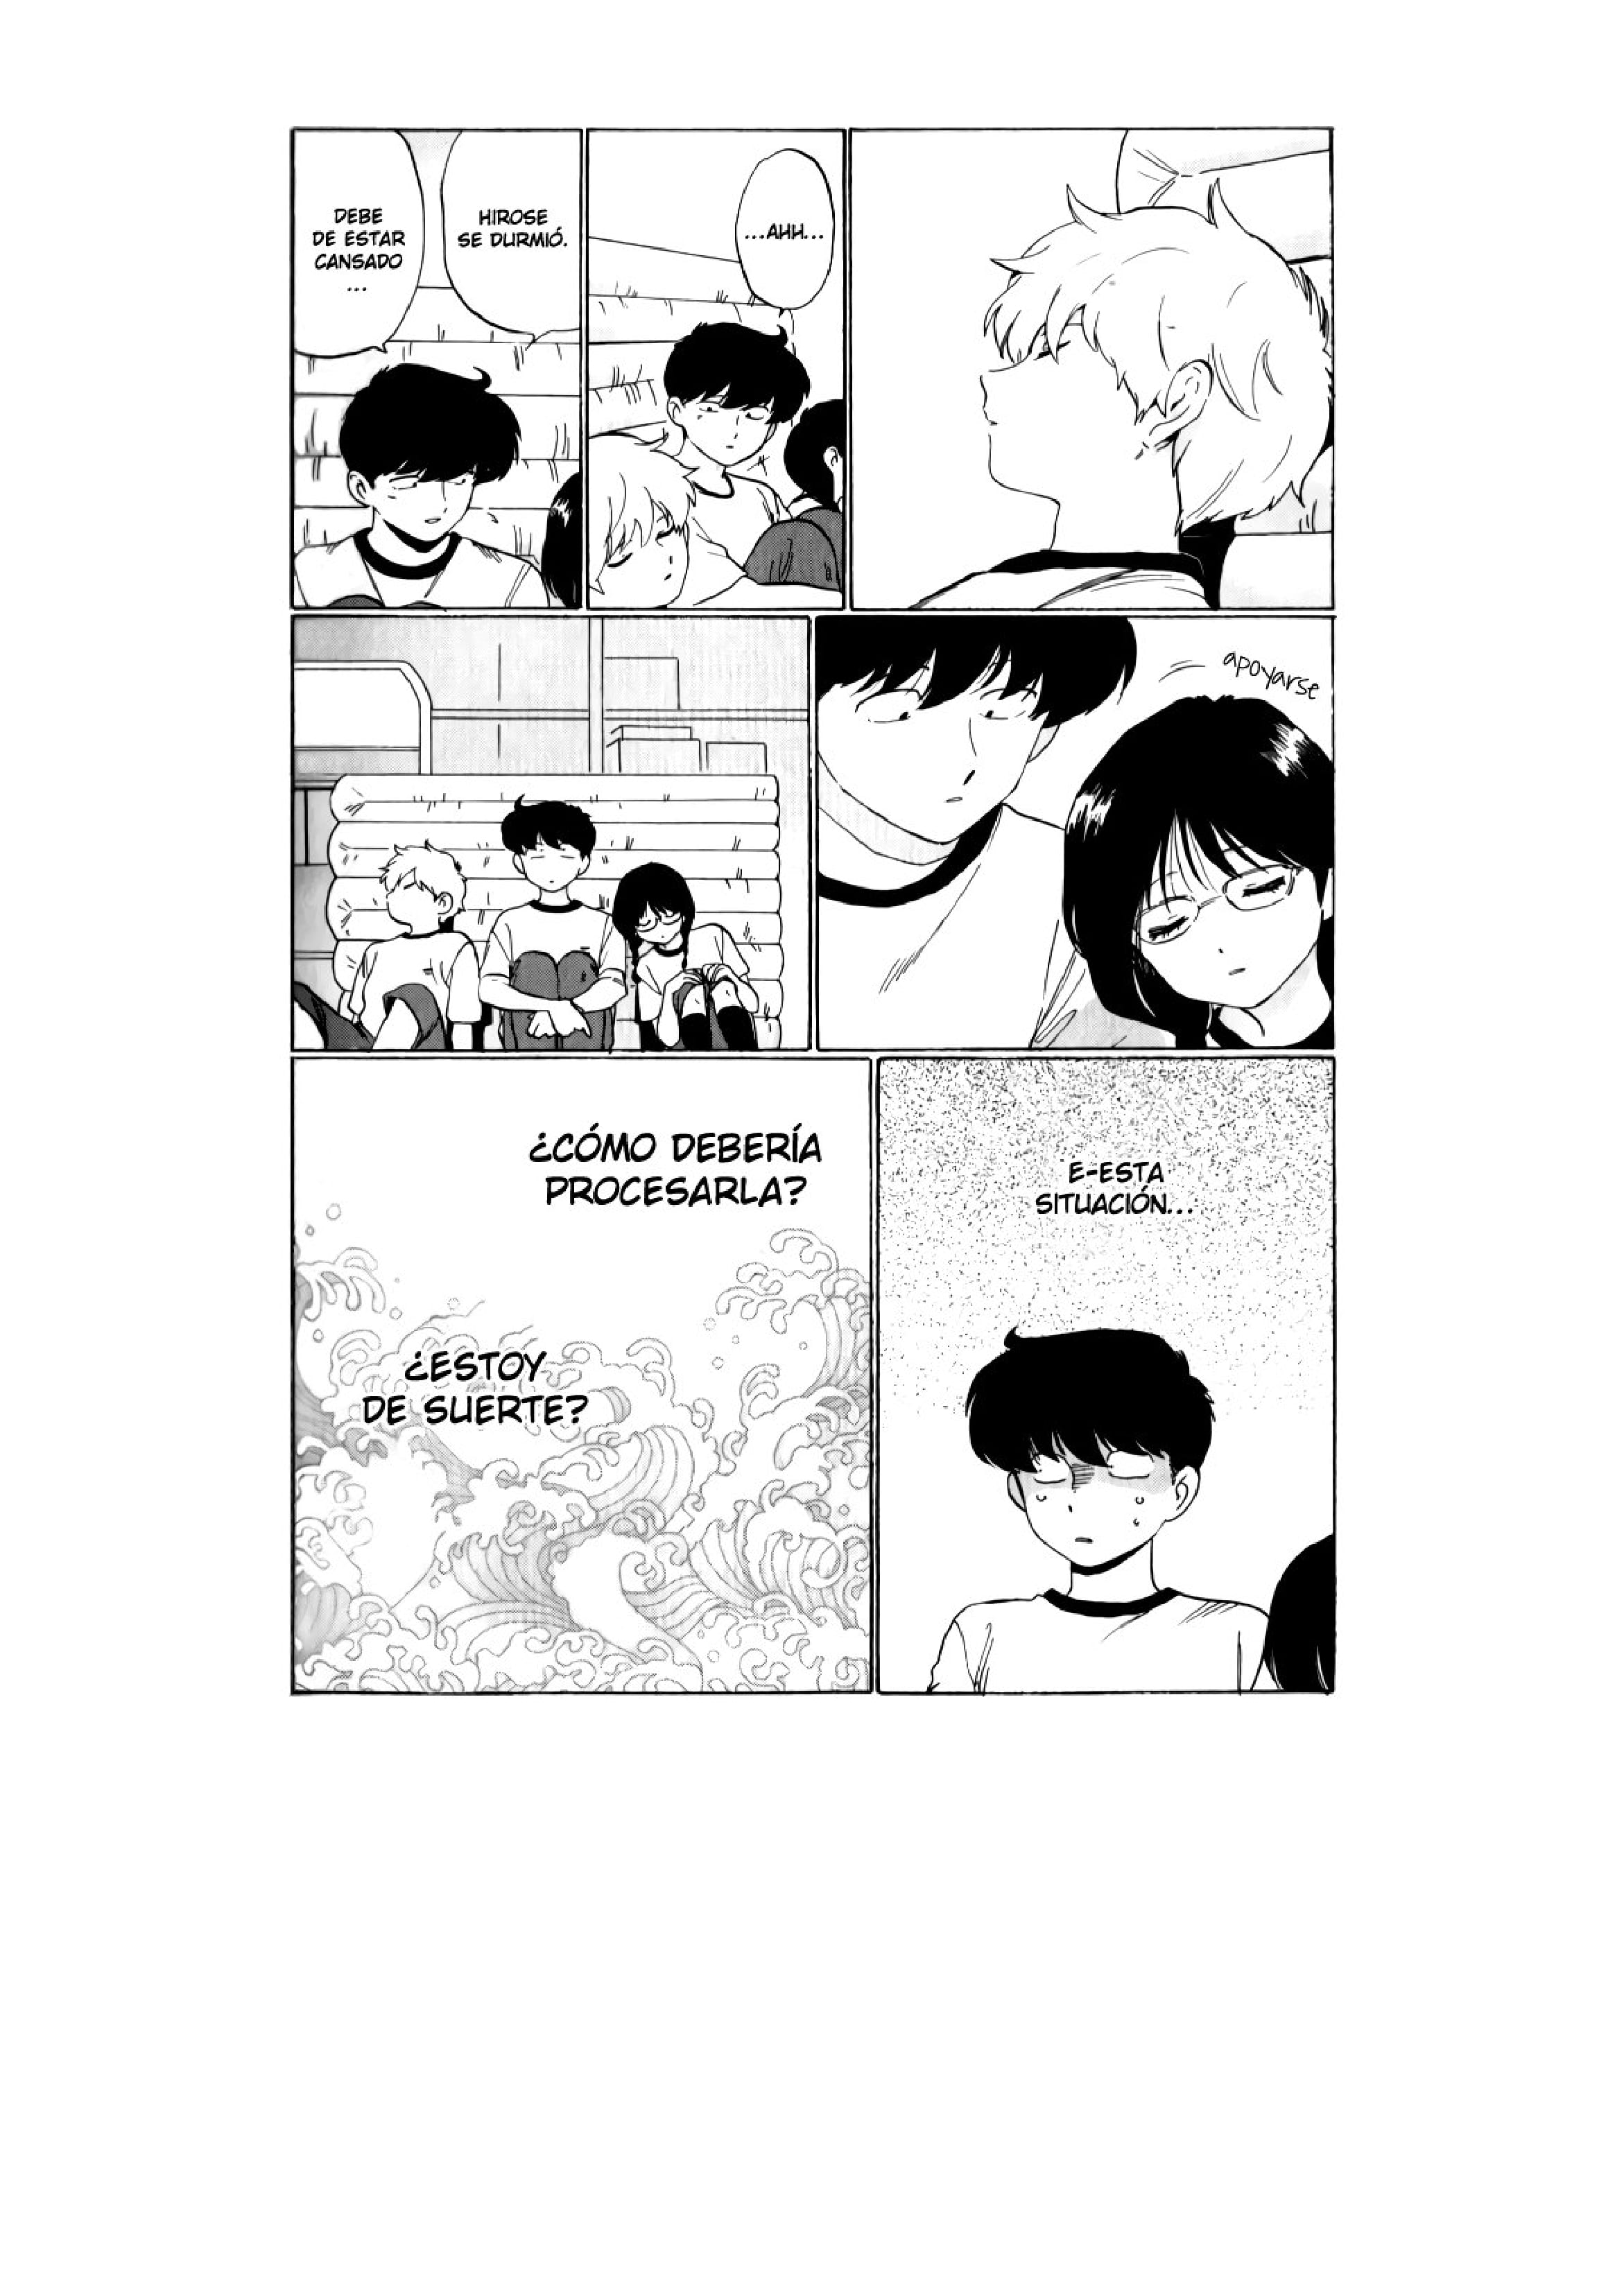 ...AHH...
HIROSE
SE DURMIÓ.
DEBE
DE ESTAR
CANSADO
...
apoyarse
E-ESTA
SITUACIÓN...
¿CÓMO DEBERÍA
PROCESARLA?
¿ESTOY
DE SUERTE?